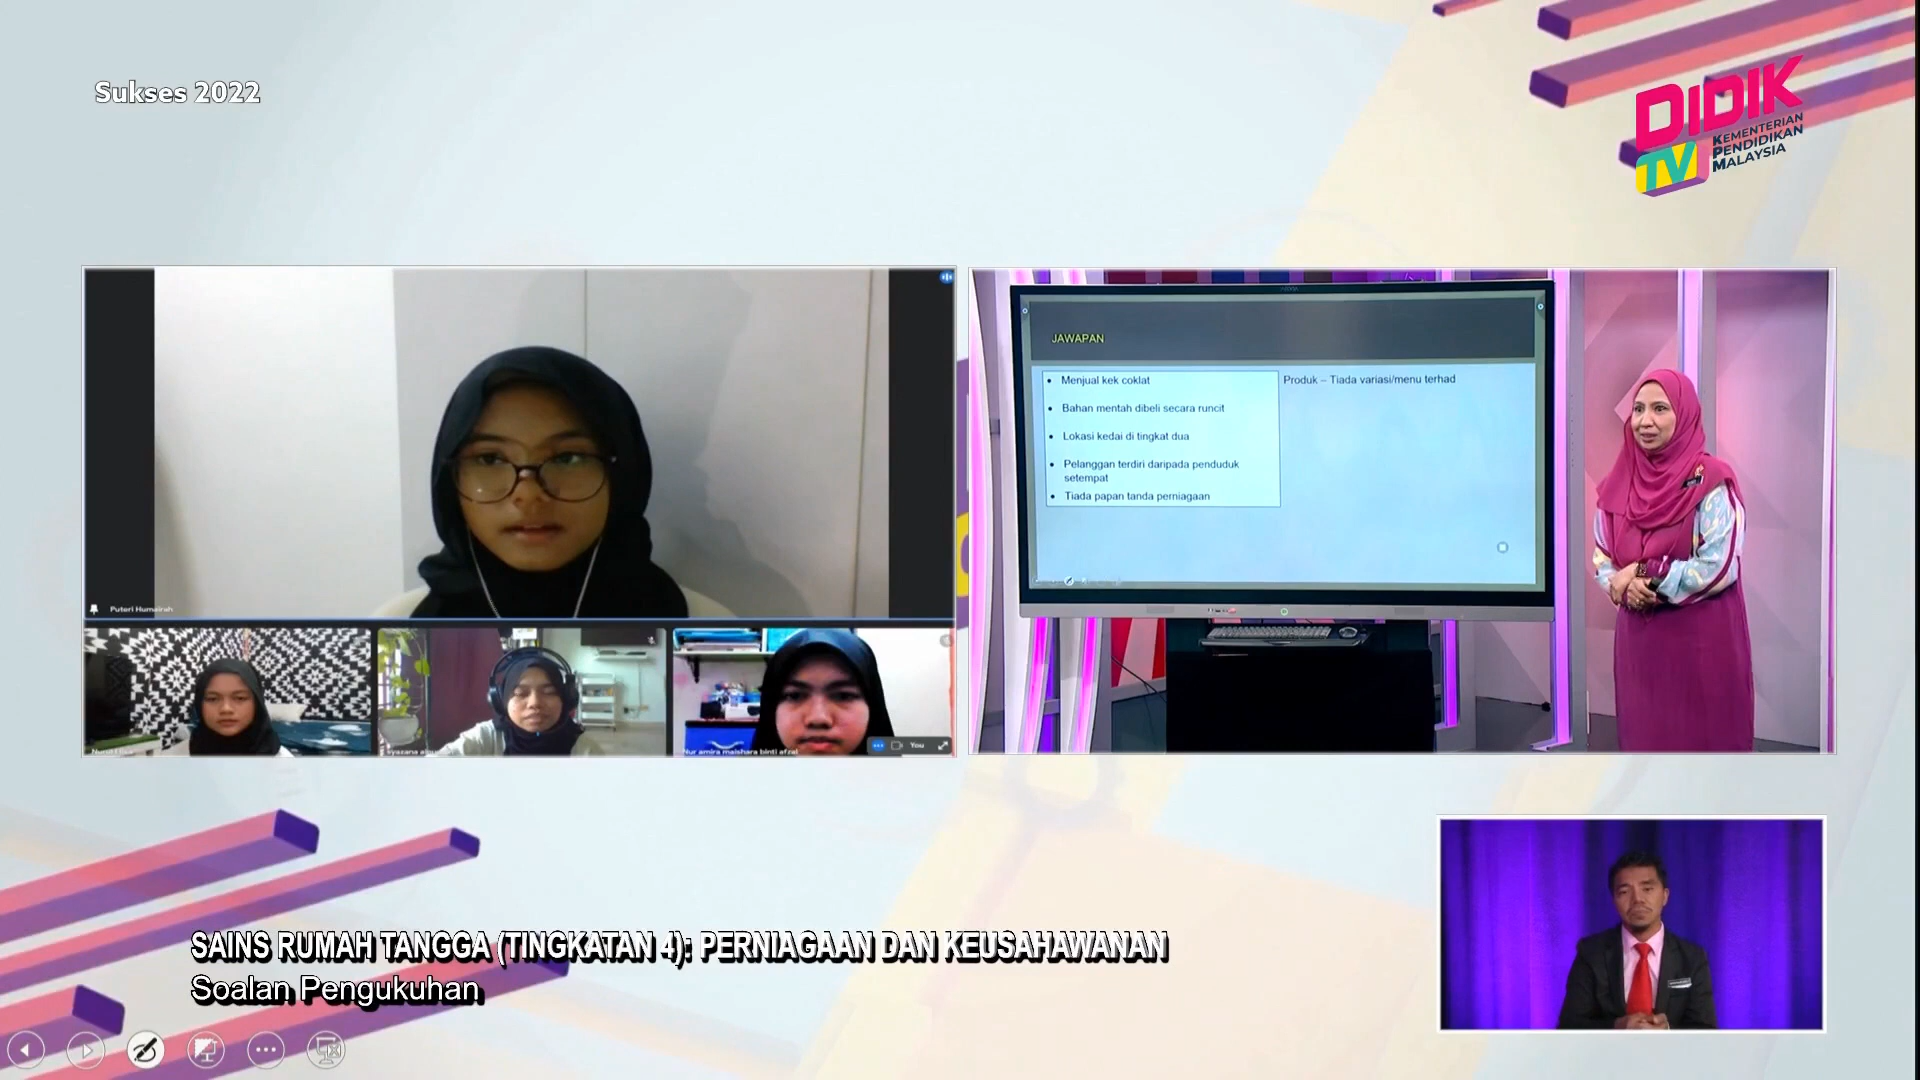 Sukses 2022
DIDIK
TV
KEMENTERIAN
PENDIDIKAN
MALAYSIA
JAWAPAN
• Menjual kek coklat
• Bahan mentah dibeli secara runcit
• Lokasi kedai di tingkat dua
• Pelanggan terdiri daripada penduduk
setempat
• Tiada papan tanda perniagaan
Produk – Tiada variasi/menu terhad
Puteri Humairah
Nur amira maishara binti afzal
You
SAINS RUMAH TANGGA (TINGKATAN 4): PERNIAGAAN DAN KEUSAHAWANAN
Soalan Pengukuhan